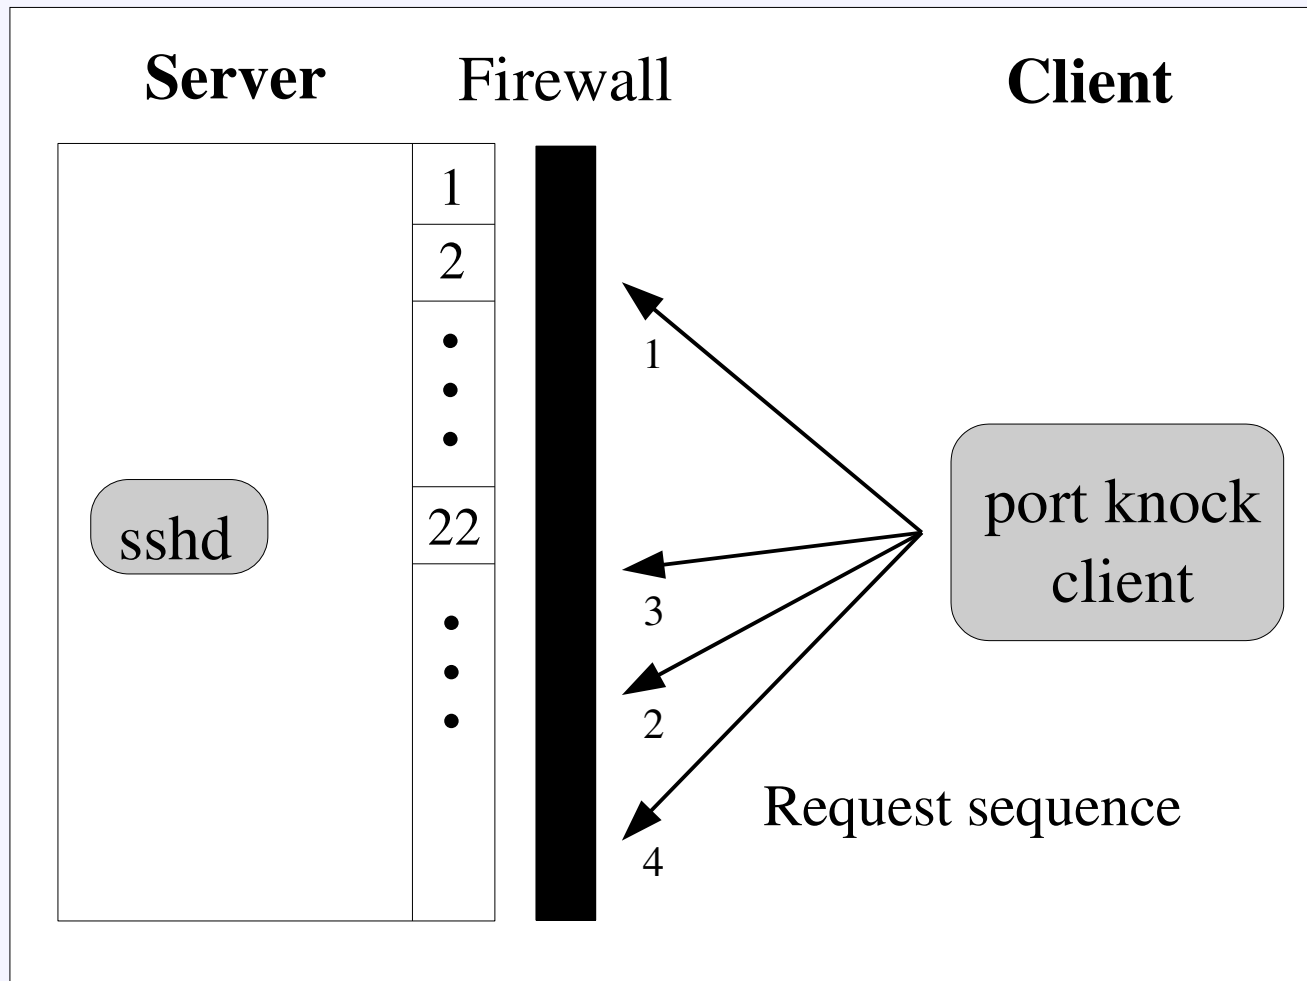 Server
Firewall
Client
1
2
22
sshd
1
3
2
4
port knock
client
Request sequence